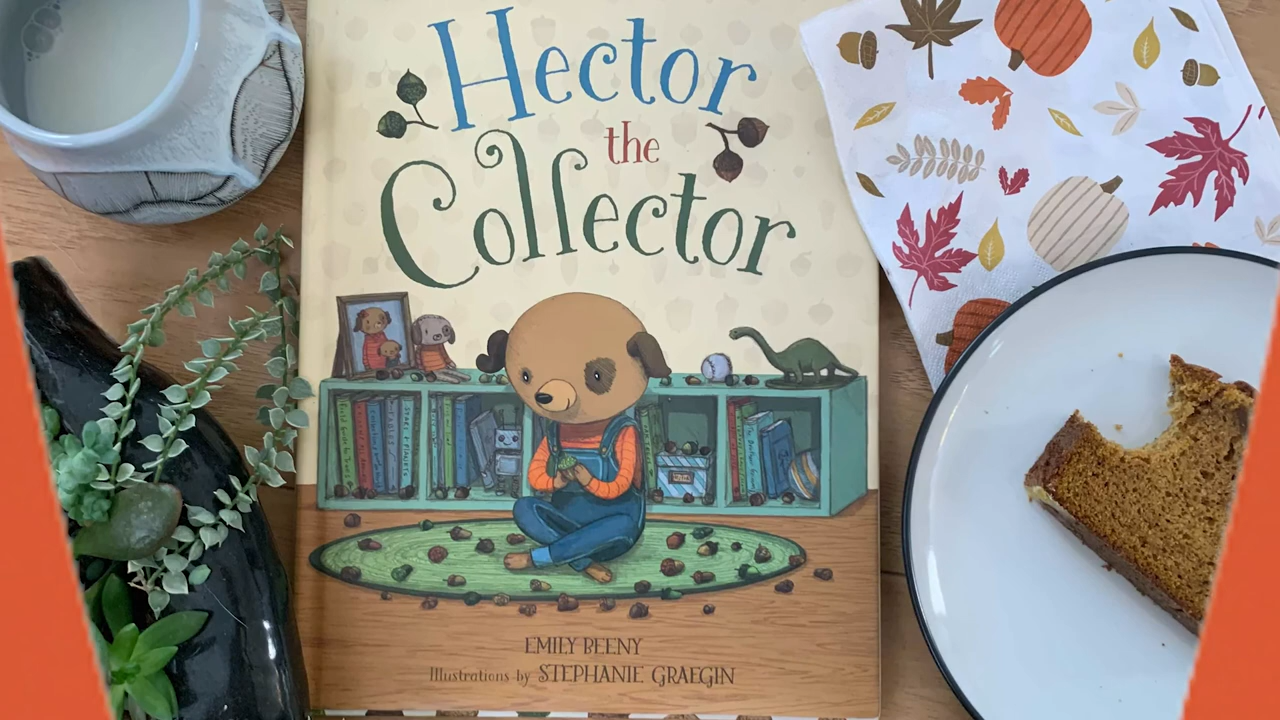 Hector
the
Collector
EMILY BEENY
Illustrations by STEPHANIE GRAEGIN